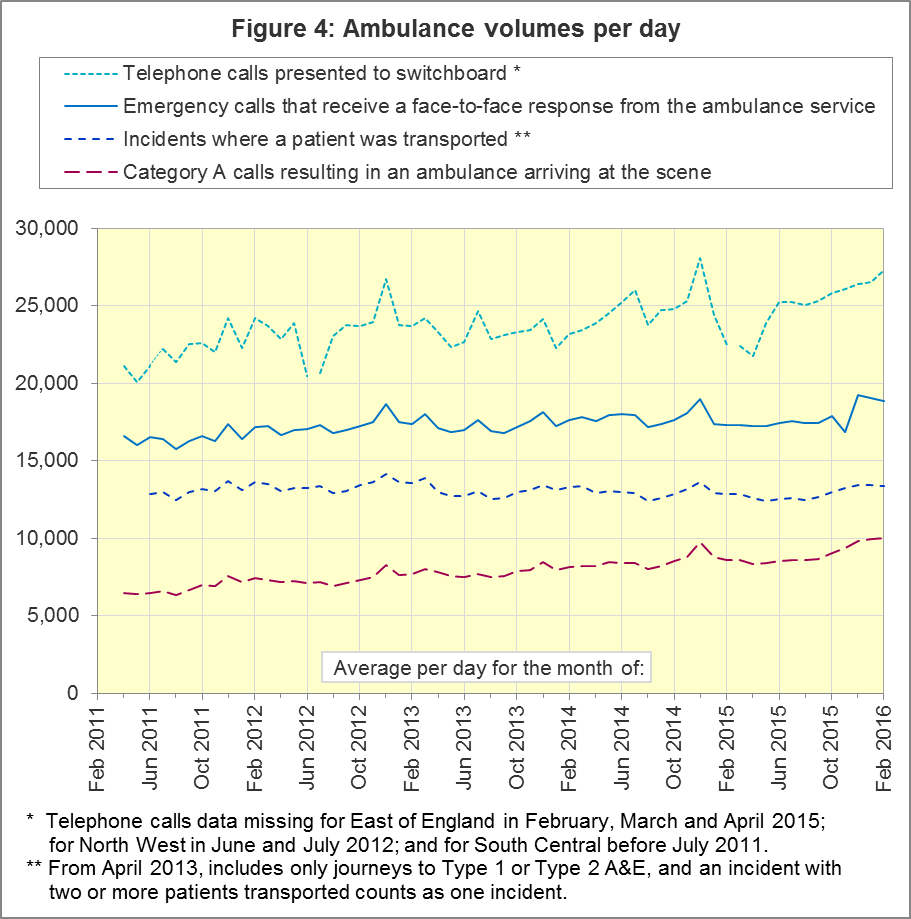 Figure 4: Ambulance volumes per day
Telephone calls presented to switchboard *
Emergency calls that receive a face-to-face response from the ambulance service
Incidents where a patient was transported **
Category A calls resulting in an ambulance arriving at the scene
30,000
25,000
20,000
15,000
10,000
5,000
0
Average per day for the month of:
Feb 2011
Jun 2011
Oct 2011
Feb 2012
Jun 2012
Oct 2012
Feb 2013
Jun 2013
Oct 2013
Feb 2014
Jun 2014
Oct 2014
Feb 2015
Jun 2015
Oct 2015
Feb 2016
* Telephone calls data missing for East of England in February, March and April 2015;
for North West in June and July 2012; and for South Central before July 2011.
** From April 2013, includes only journeys to Type 1 or Type 2 A&E, and an incident with
two or more patients transported counts as one incident.